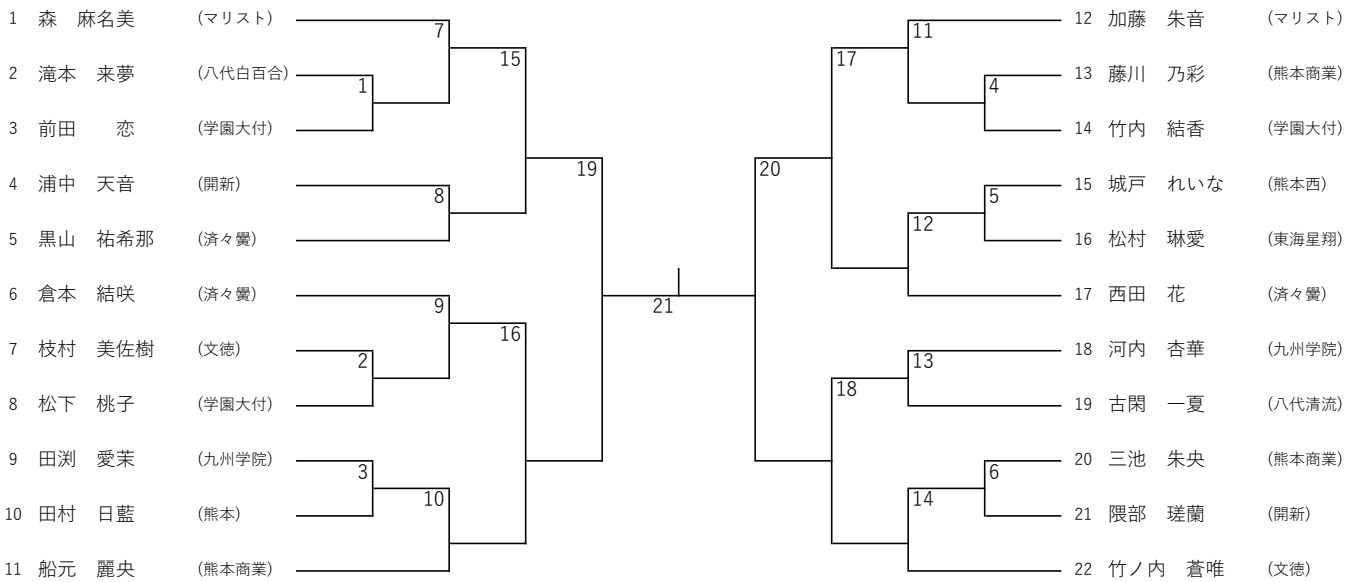 1 森　麻名美 (マリスト)
2 滝本　来夢 (八代白百合)
3 前田　　恋 (学園大付)
4 浦中　天音 (開新)
5 黒山　祐希那 (済々黌)
6 倉本　結咲 (済々黌)
7 枝村　美佐樹 (文徳)
8 松下　桃子 (学園大付)
9 田渕　愛茉 (九州学院)
10 田村　日藍 (熊本)
11 船元　麗央 (熊本商業)
7
1
15
8
19
9
2
16
3
10
21
20
17
11
4
5
12
13
18
6
14
12 加藤　朱音 (マリスト)
13 藤川　乃彩 (熊本商業)
14 竹内　結香 (学園大付)
15 城戸　れいな (熊本西)
16 松村　琳愛 (東海星翔)
17 西田　花 (済々黌)
18 河内　杏華 (九州学院)
19 古閑　一夏 (八代清流)
20 三池　朱央 (熊本商業)
21 隈部　瑳蘭 (開新)
22 竹ノ内　蒼唯 (文徳)